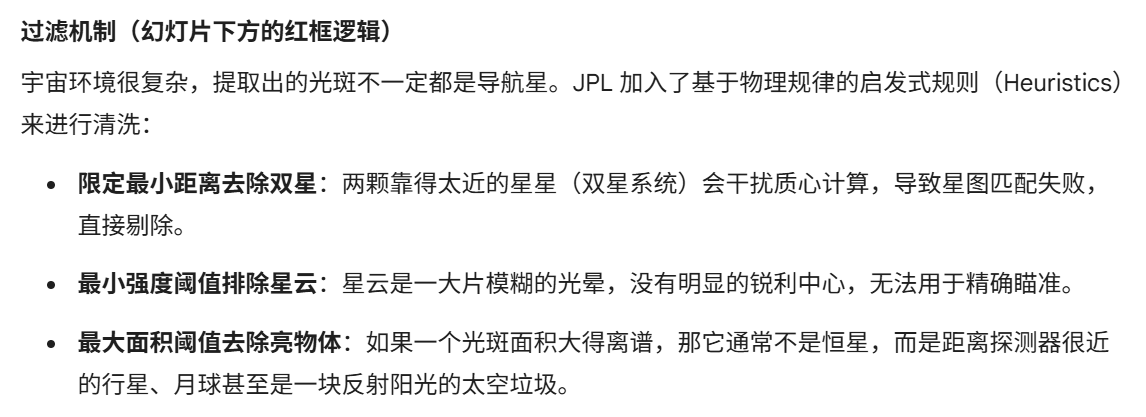 过滤机制（幻灯片下方的红框逻辑）
宇宙环境很复杂，提取出的光斑不一定都是导航星。JPL 加入了基于物理规律的启发式规则（Heuristics）
来进行清洗：
• 限定最小距离去除双星：两颗靠得太近的星星（双星系统）会干扰质心计算，导致星图匹配失败，
直接剔除。
• 最小强度阈值排除星云：星云是一大片模糊的光晕，没有明显的锐利中心，无法用于精确瞄准。
• 最大面积阈值去除亮物体：如果一个光斑面积大得离谱，那它通常不是恒星，而是距离探测器很近
的行星、月球甚至是一块反射阳光的太空垃圾。